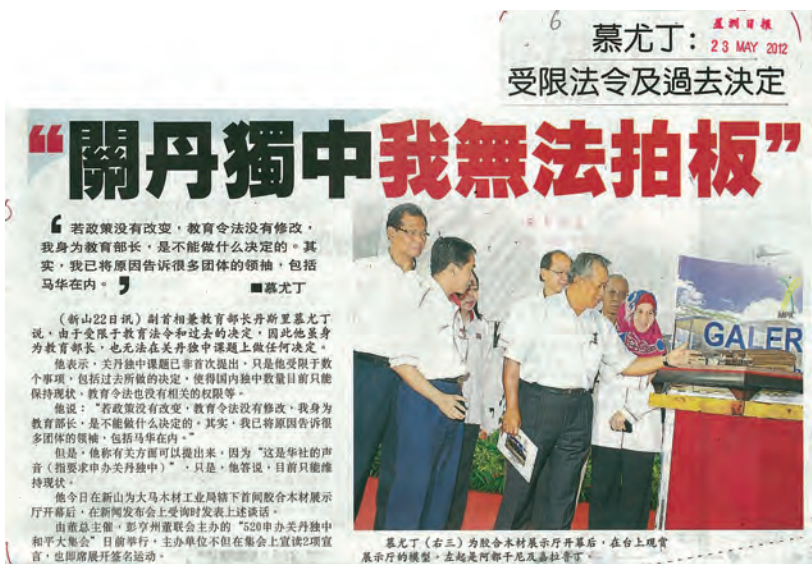 6
星洲日报
23 MAY 2012
慕尤丁：
受限法令及過去決定
“關丹獨中我無法拍板”
“若政策没有改变，教育令法没有修改，
我身为教育部长，是不能做什么决定的。其
实，我已将原因告诉很多团体的领袖，包括
马华在内。”
■慕尤丁
（新山22日讯）副首相兼教育部长丹斯里慕尤丁
说，由于受限于教育法令和过去的决定，因此他虽身
为教育部长，也无法在关丹独中课题上做任何决定。
他表示，关丹独中课题已非首次提出，只是他受限于数
个事项，包括过去所做的决定，使得国内独中数量目前只能
保持现状，教育令法也没有相关的权限等。
他说：“若政策没有改变，教育令法没有修改，我身为
教育部长，是不能做什么决定的，其实，我已将原因告诉很
多团体的领袖，包括马华在内。”
但是，他称有关方面可以提出来，因为“这是华社的声
音（指要求申办关丹独中）”，只是，他答说，目前只能维
持现状。
他今日在新山为大马木材工业局辖下首间胶合木材展示
厅开幕后，在新闻发布会上受询时发表上述谈话。
由董总主催，彭亨州董联会主办的“520申办关丹独中
和平大集会”日前举行，主办单位不但在集会上宣读2项宣
言，也即席展开签名运动。
MTIB
GALER
慕尤丁（右三）为胶合木材展示厅开幕后，在台上观赏
展示厅的模型。左起是阿都干尼及嘉拉鲁丁。